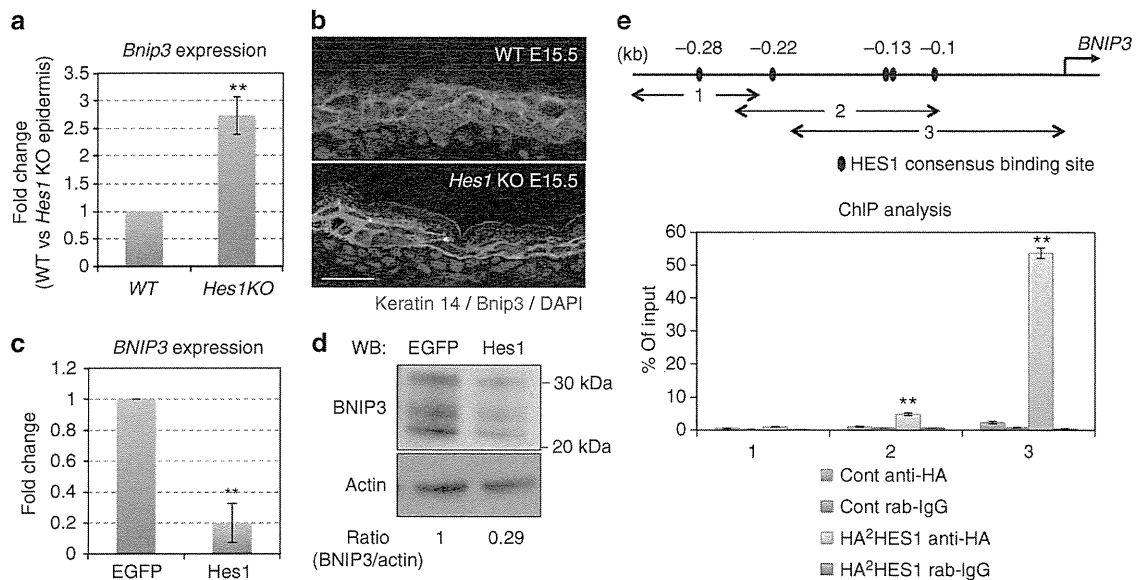 a
Bnip3 expression
Fold change
(WT vs Hes1 KO epidermis)
3.5
3
2.5
2
1.5
1
0.5
0
**
WT
Hes1KO
b
WT E15.5
Hes1 KO E15.5
Keratin 14 / Bnip3 / DAPI
c
BNIP3 expression
Fold change
1.2
1
0.8
0.6
0.4
0.2
0
**
EGFP
Hes1
d
WB:
EGFP
Hes1
BNIP3
30 kDa
20 kDa
Actin
Ratio
(BNIP3/actin)
1
0.29
e
(kb)
−0.28
−0.22
−0.13
−0.1
BNIP3
1
2
3
HES1 consensus binding site
ChIP analysis
% Of input
60
50
40
30
20
10
0
**
**
1
2
3
Cont anti-HA
Cont rab-IgG
HA²HES1 anti-HA
HA²HES1 rab-IgG